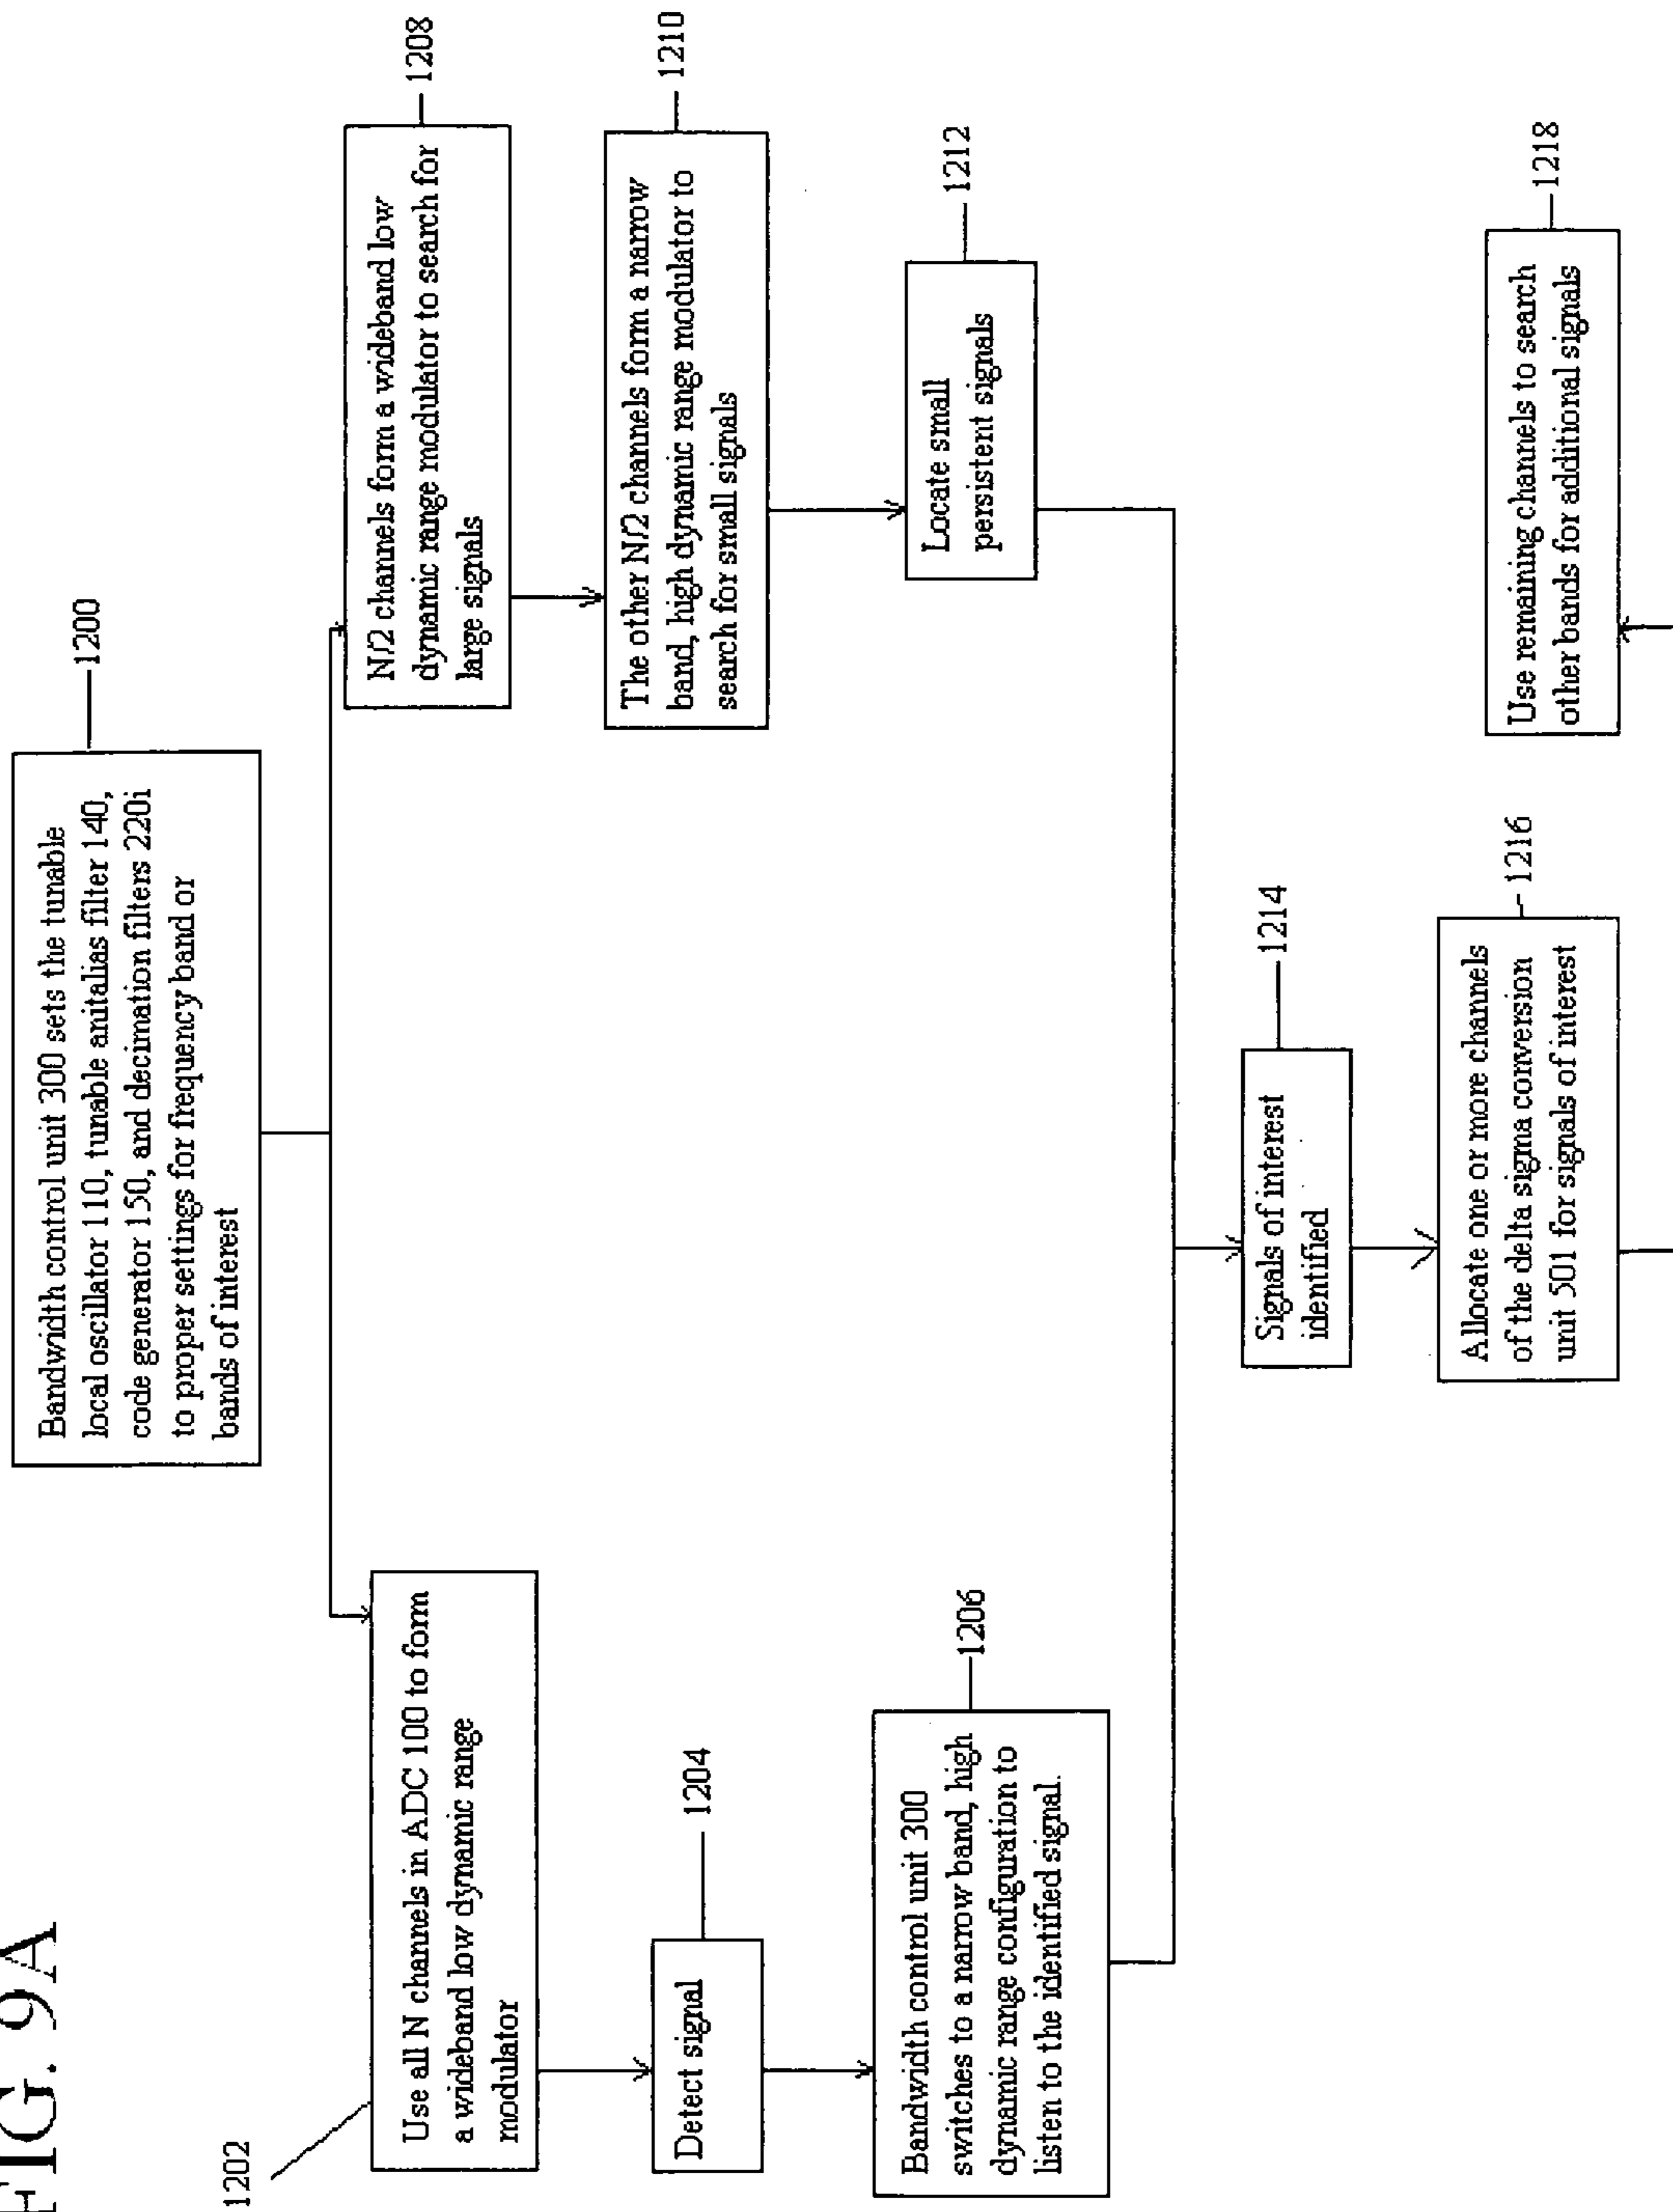 FIG. 9A
1200
Bandwidth control unit 300 sets the tunable
local oscillator 110, tunable anitalias filter 140,
code generator 150, and decimation filters 220i
to proper settings for frequency band or
bands of interest
1202
Use all N channels in ADC 100 to form
a wideband low dynamic range
modulator
1204
Detect signal
1206
Bandwidth control unit 300
switches to a narrow band, high
dynamic range configuration to
listen to the identified signal.
1208
N/2 channels form a wideband low
dynamic range modulator to search for
large signals
1210
The other N/2 channels form a narrow
band, high dynamic range modulator to
search for small signals
1212
Locate small
persistent signals
1214
Signals of interest
identified
1216
Allocate one or more channels
of the delta sigma conversion
unit 501 for signals of interest
1218
Use remaining channels to search
other bands for additional signals